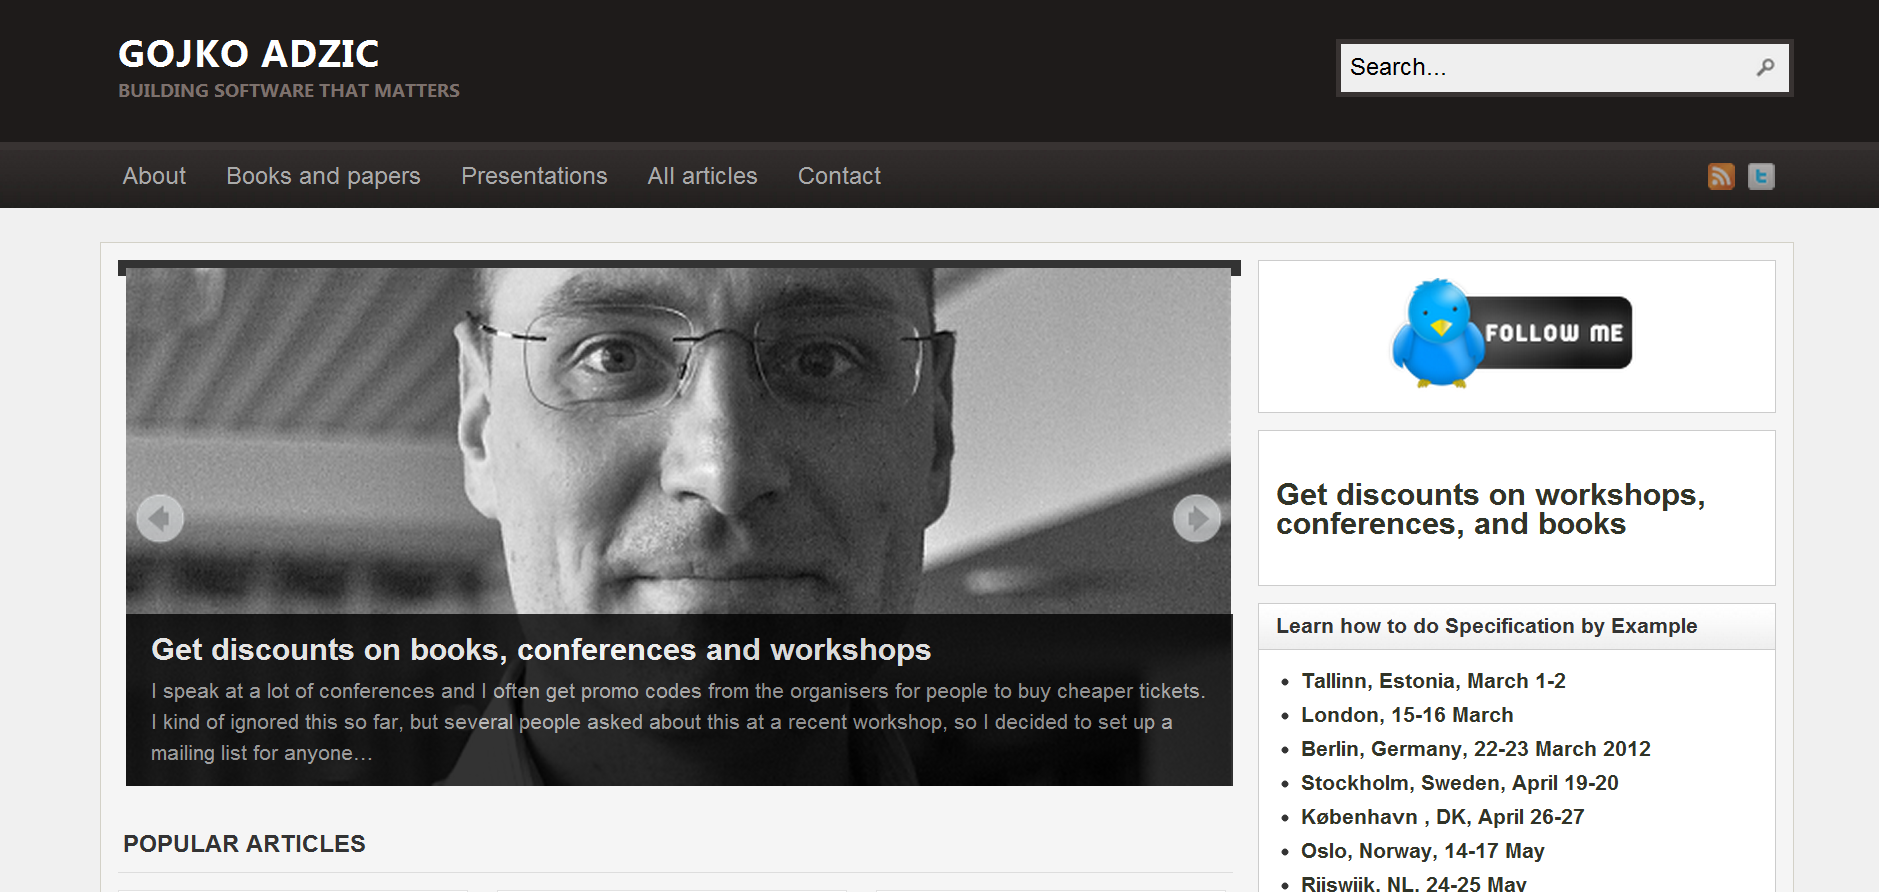 GOJKO ADZIC
BUILDING SOFTWARE THAT MATTERS
Search...
About
Books and papers
Presentations
All articles
Contact
FOLLOW ME
Get discounts on workshops,
conferences, and books
Get discounts on books, conferences and workshops
I speak at a lot of conferences and I often get promo codes from the organisers for people to buy cheaper tickets.
I kind of ignored this so far, but several people asked about this at a recent workshop, so I decided to set up a
mailing list for anyone...
Learn how to do Specification by Example
Tallinn, Estonia, March 1-2
London, 15-16 March
Berlin, Germany, 22-23 March 2012
Stockholm, Sweden, April 19-20
København , DK, April 26-27
Oslo, Norway, 14-17 May
Rijswijk, NL, 24-25 May
POPULAR ARTICLES